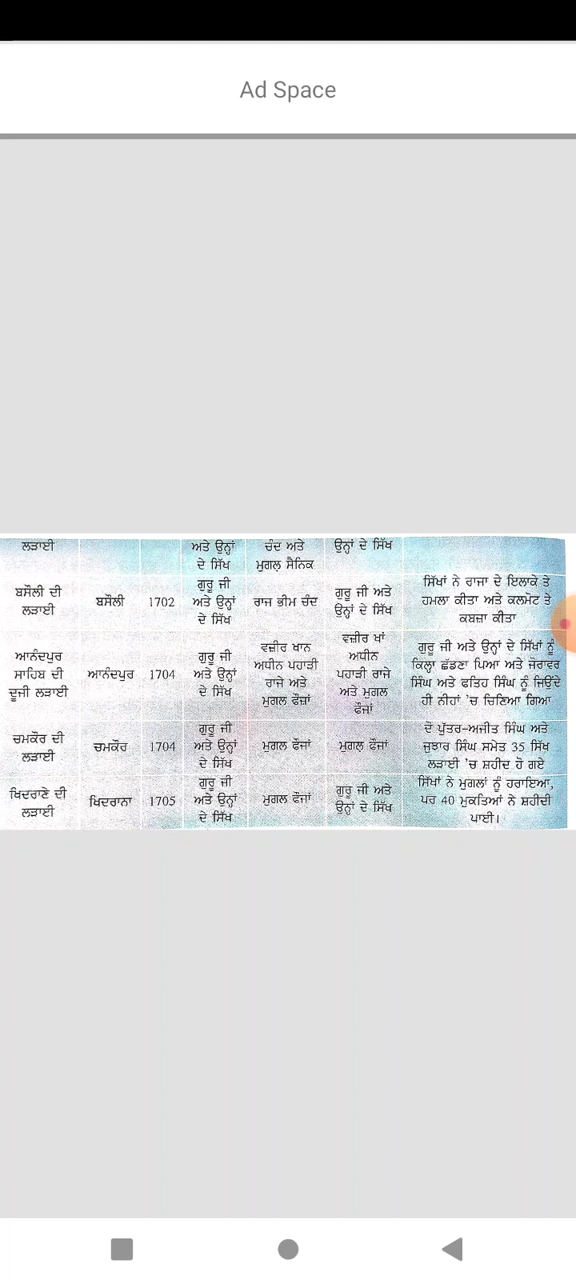 Ad Space
ਲੜਾਈ
ਅਤੇ ਉਨ੍ਹਾਂ
ਦੇ ਸਿੱਖ
ਚੰਦ ਅਤੇ
ਮੁਗਲ ਸੈਨਿਕ
ਉਨ੍ਹਾਂ ਦੇ ਸਿੱਖ
ਬਸੌਲੀ ਦੀ
ਲੜਾਈ
ਬਸੌਲੀ
1702
ਗੁਰੂ ਜੀ
ਅਤੇ ਉਨ੍ਹਾਂ
ਦੇ ਸਿੱਖ
ਰਾਜ ਭੀਮ ਚੰਦ
ਗੁਰੂ ਜੀ ਅਤੇ
ਉਨ੍ਹਾਂ ਦੇ ਸਿੱਖ
ਸਿੱਖਾਂ ਨੇ ਰਾਜਾ ਦੇ ਇਲਾਕੇ ਤੇ
ਹਮਲਾ ਕੀਤਾ ਅਤੇ ਕਲਮੋਟ ਤੇ
ਕਬਜ਼ਾ ਕੀਤਾ
ਆਨੰਦਪੁਰ
ਸਾਹਿਬ ਦੀ
ਦੂਜੀ ਲੜਾਈ
ਆਨੰਦਪੁਰ
1704
ਗੁਰੂ ਜੀ
ਅਤੇ ਉਨ੍ਹਾਂ
ਦੇ ਸਿੱਖ
ਵਜ਼ੀਰ ਖਾਨ
ਅਧੀਨ ਪਹਾੜੀ
ਰਾਜੇ ਅਤੇ
ਮੁਗਲ ਫੌਜਾਂ
ਵਜ਼ੀਰ ਖਾਂ
ਅਧੀਨ
ਪਹਾੜੀ ਰਾਜੇ
ਅਤੇ ਮੁਗਲ
ਫੌਜਾਂ
ਗੁਰੂ ਜੀ ਅਤੇ ਉਨ੍ਹਾਂ ਦੇ ਸਿੱਖਾਂ ਨੂੰ
ਕਿਲ੍ਹਾ ਛੱਡਣਾ ਪਿਆ ਅਤੇ ਜੋਰਾਵਰ
ਸਿੰਘ ਅਤੇ ਫਤਿਹ ਸਿੰਘ ਨੂੰ ਜਿਉਂਦੇ
ਹੀ ਨੀਹਾਂ 'ਚ ਚਿਣਿਆ ਗਿਆ
ਚਮਕੌਰ ਦੀ
ਲੜਾਈ
ਚਮਕੌਰ
1704
ਗੁਰੂ ਜੀ
ਅਤੇ ਉਨ੍ਹਾਂ
ਦੇ ਸਿੱਖ
ਮੁਗਲ ਫੌਜਾਂ
ਮੁਗਲ ਫੌਜਾਂ
ਦੋ ਪੁੱਤਰ-ਅਜੀਤ ਸਿੰਘ ਅਤੇ
ਜੁਝਾਰ ਸਿੰਘ ਸਮੇਤ 35 ਸਿੱਖ
ਲੜਾਈ 'ਚ ਸ਼ਹੀਦ ਹੋ ਗਏ
ਖਿਦਰਾਣੇ ਦੀ
ਲੜਾਈ
ਖਿਦਰਾਨਾ
1705
ਗੁਰੂ ਜੀ
ਅਤੇ ਉਨ੍ਹਾਂ
ਦੇ ਸਿੱਖ
ਮੁਗਲ ਫੌਜਾਂ
ਗੁਰੂ ਜੀ ਅਤੇ
ਉਨ੍ਹਾਂ ਦੇ ਸਿੱਖ
ਸਿੱਖਾਂ ਨੇ ਮੁਗਲਾਂ ਨੂੰ ਹਰਾਇਆ,
ਪਰ 40 ਮੁਕਤਿਆਂ ਨੇ ਸ਼ਹੀਦੀ
ਪਾਈ।